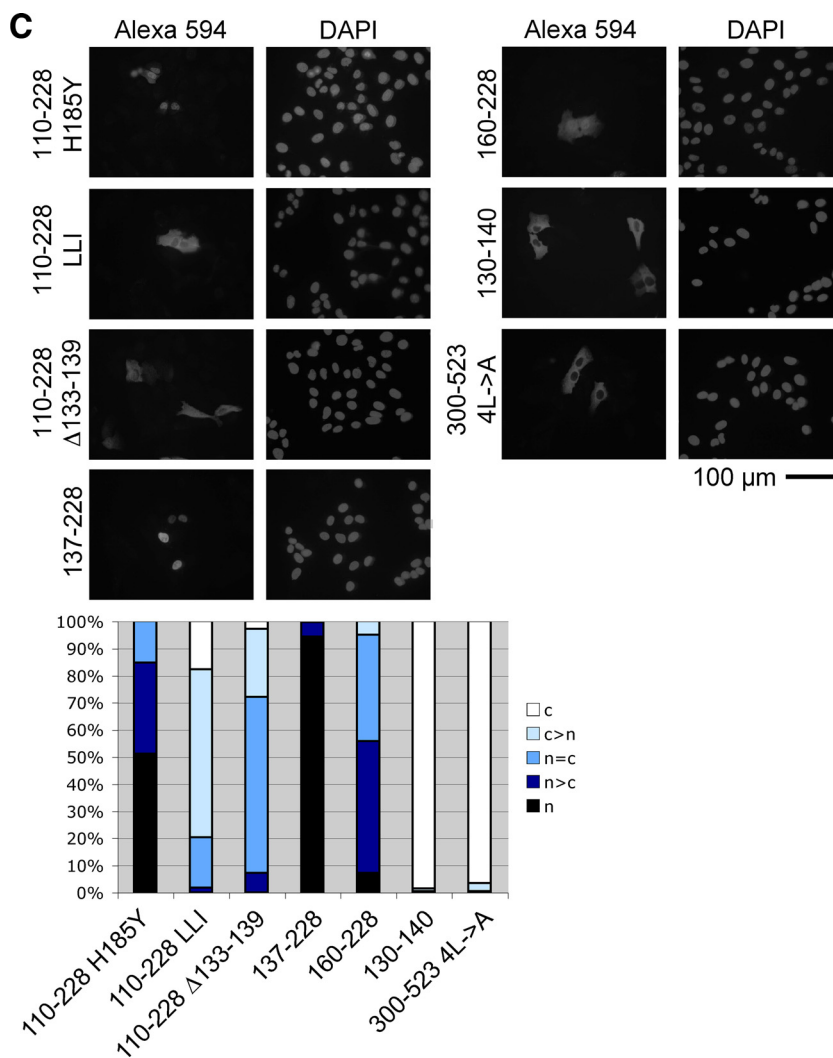 C
Alexa 594 DAPI
110-228
H185Y
110-228
LLI
110-228
Δ133-139
137-228
Alexa 594 DAPI
160-228
130-140
300-523
4L->A
100 µm
100%
90%
80%
70%
60%
50%
40%
30%
20%
10%
0%
c
c>n
n=c
n>c
n
110-228 H185Y
110-228 LLI
110-228 Δ133-139
137-228
160-228
130-140
300-523 4L->A